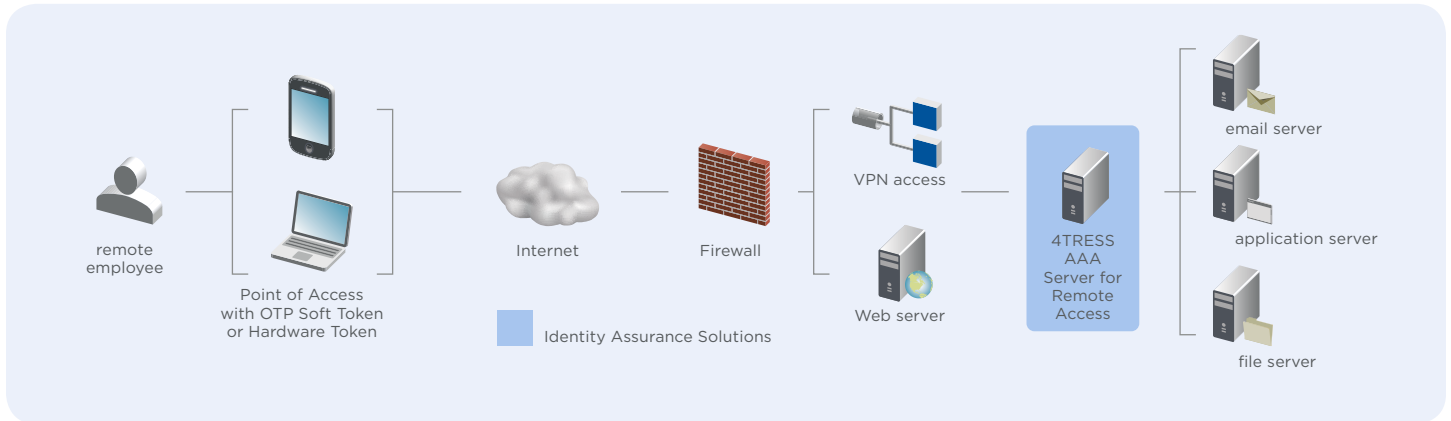 remote
employee
Point of Access
with OTP Soft Token
or Hardware Token
Internet
Identity Assurance Solutions
Firewall
VPN access
Web server
4TRESS
AAA
Server for
Remote
Access
email server
application server
file server